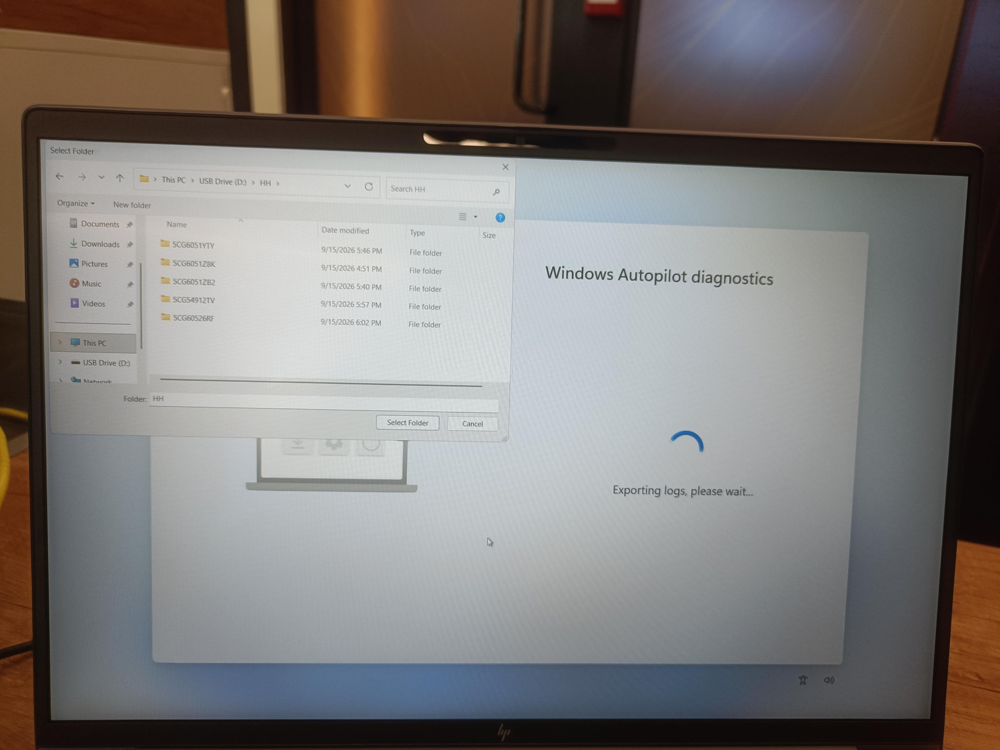 Select Folder
This PC > USB Drive (D:) > HH >
Search HH
Organize
New folder
?
Documents
Downloads
Pictures
Music
Videos
This PC
USB Drive (D:)
Network
Name Date modified Type Size
5CG6051YTY 9/15/2026 5:46 PM File folder
5CG6051Z8K 9/15/2026 4:51 PM File folder
5CG6051ZB2 9/15/2026 5:40 PM File folder
5CG54912TV 9/15/2026 5:57 PM File folder
5CG60526RF 9/15/2026 6:02 PM File folder
Folder: HH
Select Folder
Cancel
Windows Autopilot diagnostics
Exporting logs, please wait...
hp